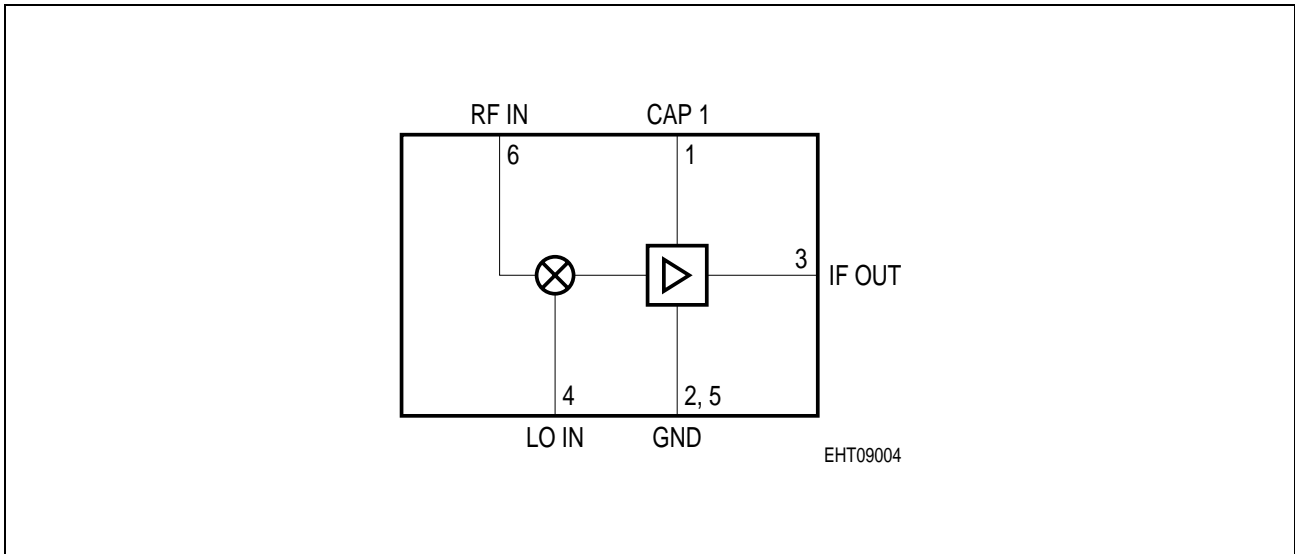 RF IN
CAP 1
6
1
3
IF OUT
4
2, 5
LO IN
GND
EHT09004